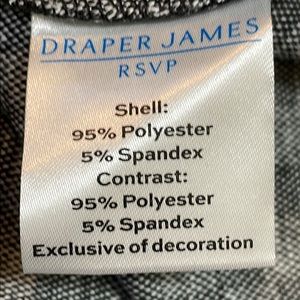 DRAPER JAMES
RSVP
Shell:
95% Polyester
5% Spandex
Contrast:
95% Polyester
5% Spandex
Exclusive of decoration